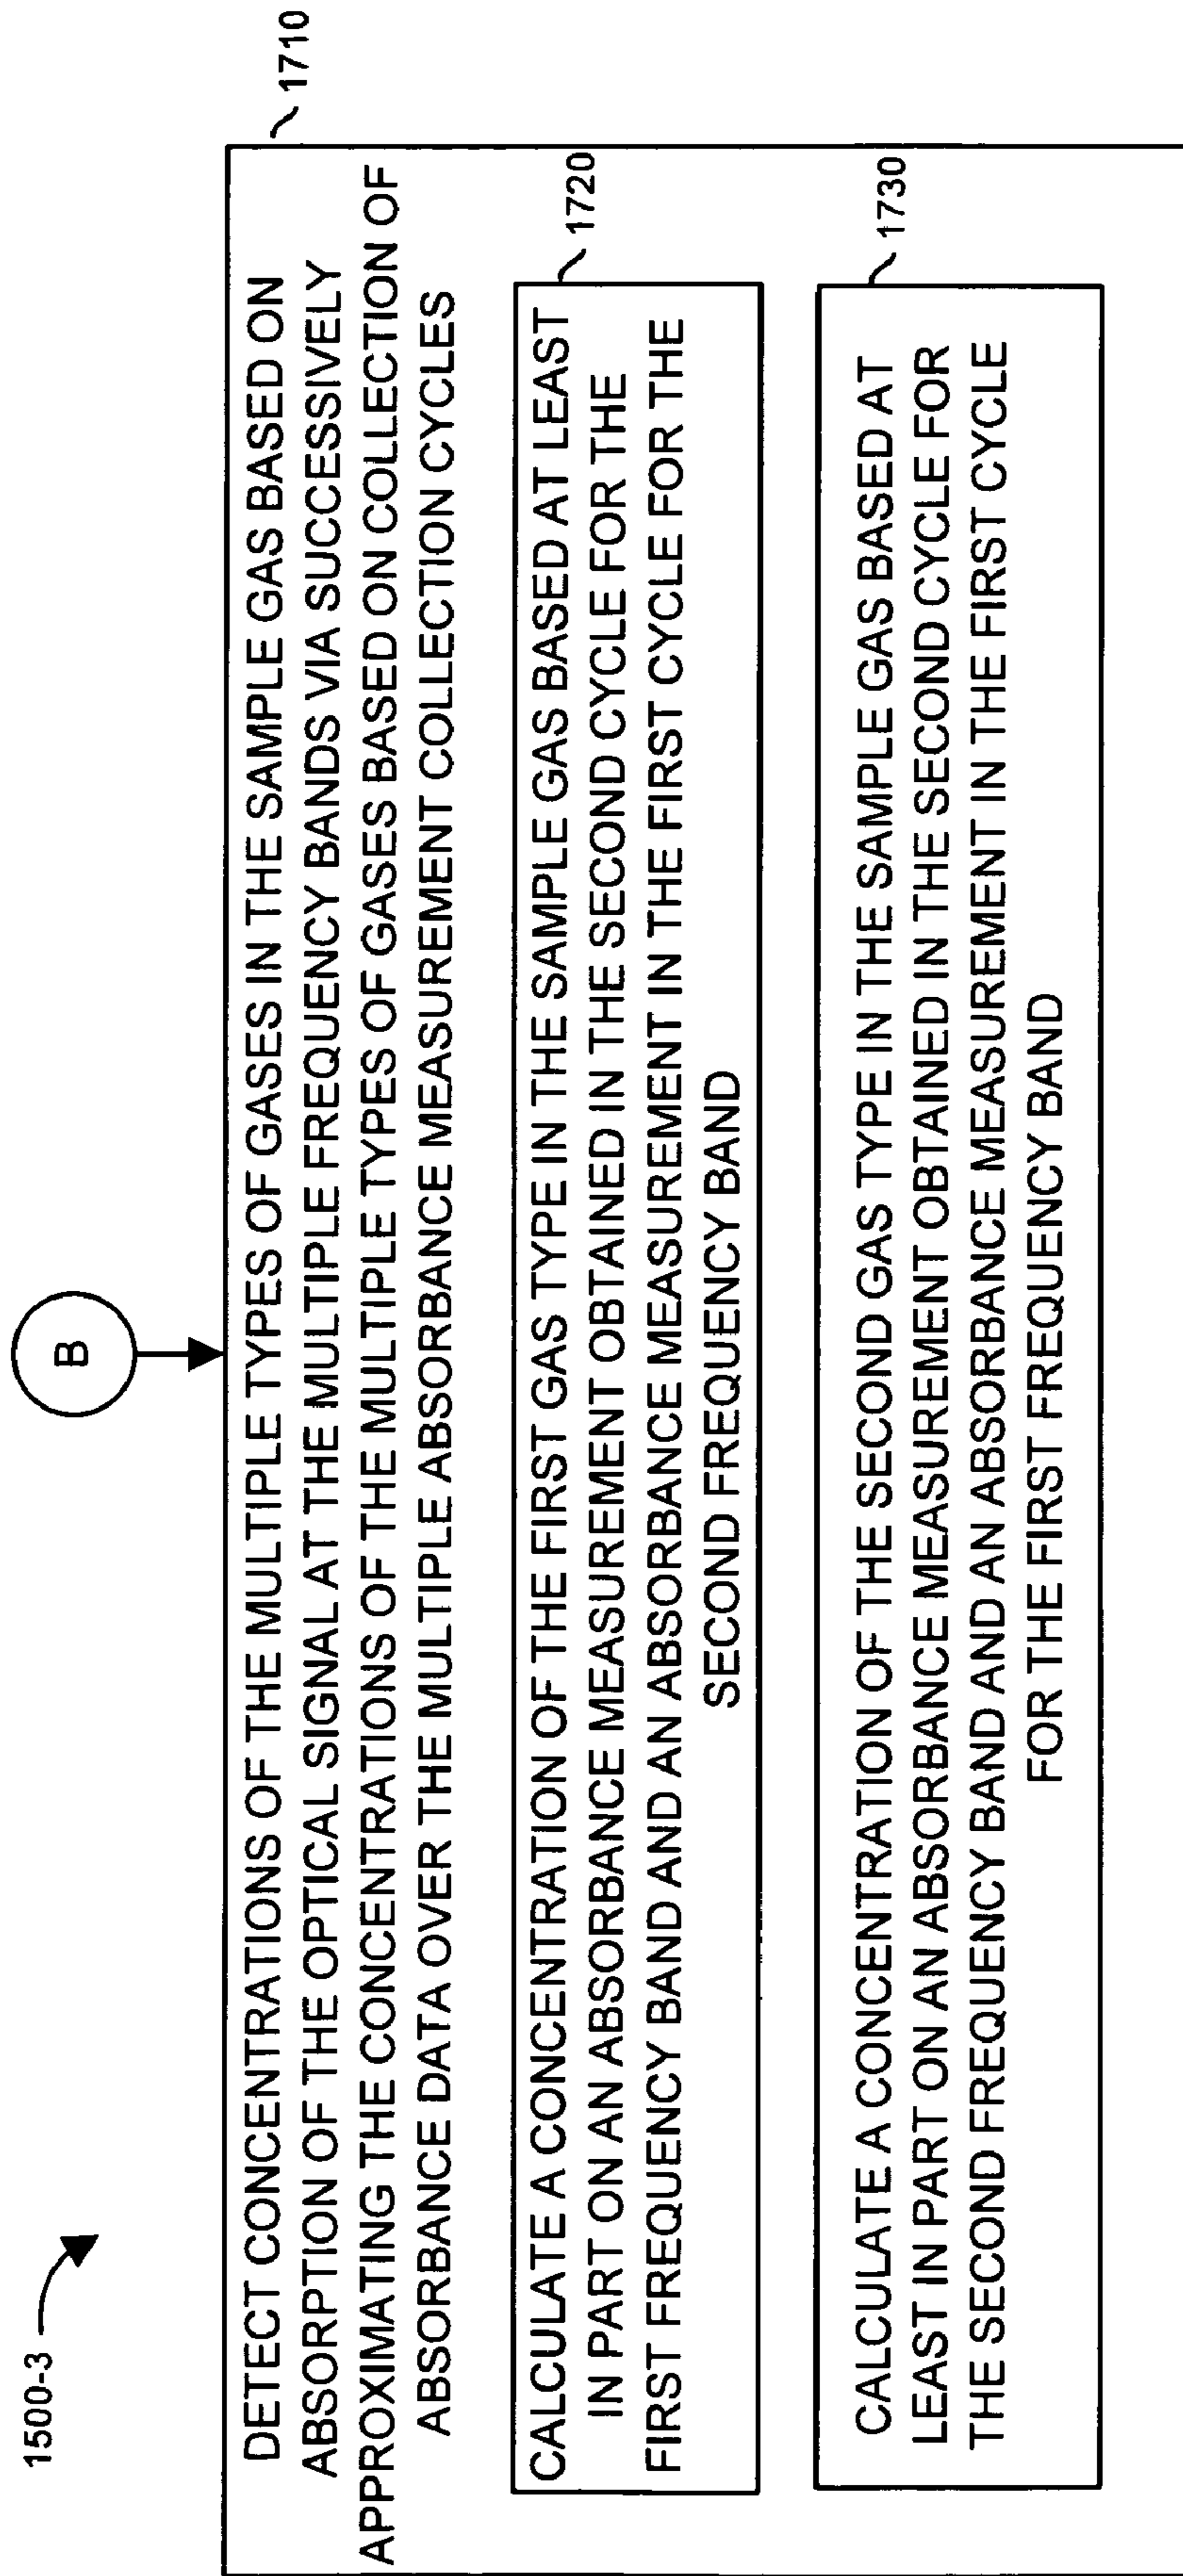 1500-3
B
1710
DETECT CONCENTRATIONS OF THE MULTIPLE TYPES OF GASES IN THE SAMPLE GAS BASED ON
ABSORPTION OF THE OPTICAL SIGNAL AT THE MULTIPLE FREQUENCY BANDS VIA SUCCESSIVELY
APPROXIMATING THE CONCENTRATIONS OF THE MULTIPLE TYPES OF GASES BASED ON COLLECTION OF
ABSORBANCE DATA OVER THE MULTIPLE ABSORBANCE MEASUREMENT COLLECTION CYCLES
1720
CALCULATE A CONCENTRATION OF THE FIRST GAS TYPE IN THE SAMPLE GAS BASED AT LEAST
IN PART ON AN ABSORBANCE MEASUREMENT OBTAINED IN THE SECOND CYCLE FOR THE
FIRST FREQUENCY BAND AND AN ABSORBANCE MEASUREMENT IN THE FIRST CYCLE FOR THE
SECOND FREQUENCY BAND
1730
CALCULATE A CONCENTRATION OF THE SECOND GAS TYPE IN THE SAMPLE GAS BASED AT
LEAST IN PART ON AN ABSORBANCE MEASUREMENT OBTAINED IN THE SECOND CYCLE FOR
THE SECOND FREQUENCY BAND AND AN ABSORBANCE MEASUREMENT IN THE FIRST CYCLE
FOR THE FIRST FREQUENCY BAND